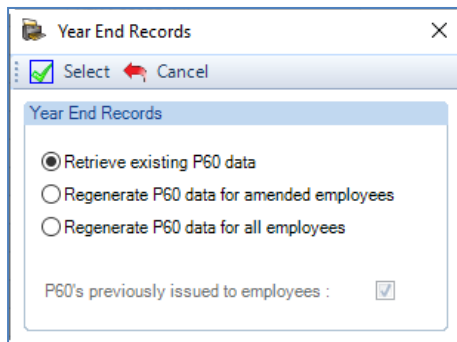 Year End Records
Select Cancel
Year End Records
Retrieve existing P60 data
Regenerate P60 data for amended employees
Regenerate P60 data for all employees
P60's previously issued to employees :